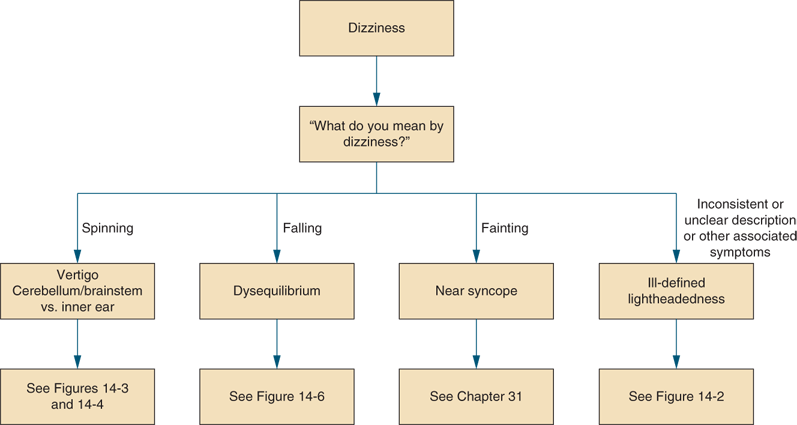 Dizziness
“What do you mean by
dizziness?”
Spinning
Falling
Fainting
Inconsistent or
unclear description
or other associated
symptoms
Vertigo
Cerebellum/brainstem
vs. inner ear
Dysequilibrium
Near syncope
Ill-defined
lightheadedness
See Figures 14-3
and 14-4
See Figure 14-6
See Chapter 31
See Figure 14-2